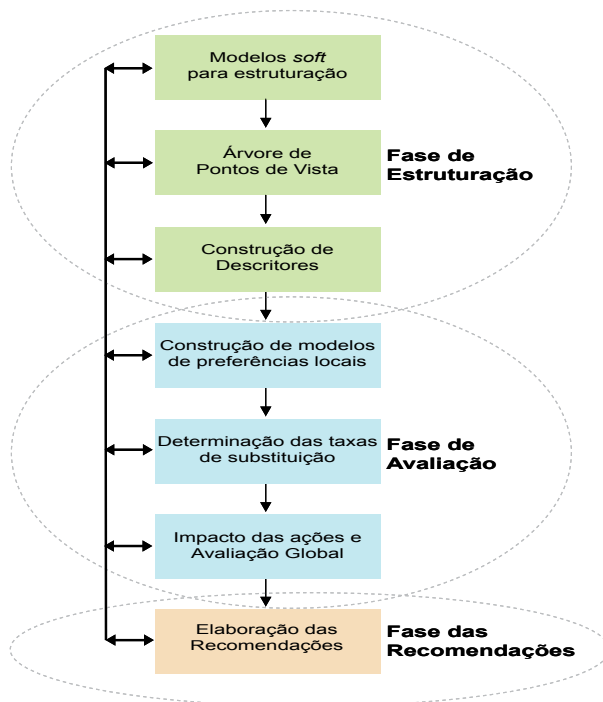 Modelos soft
para estruturação
Árvore de
Pontos de Vista
Fase de
Estruturação
Construção de
Descritores
Construção de modelos
de preferências locais
Determinação das taxas
de substituição
Fase de
Avaliação
Impacto das ações e
Avaliação Global
Elaboração das
Recomendações
Fase das
Recomendações